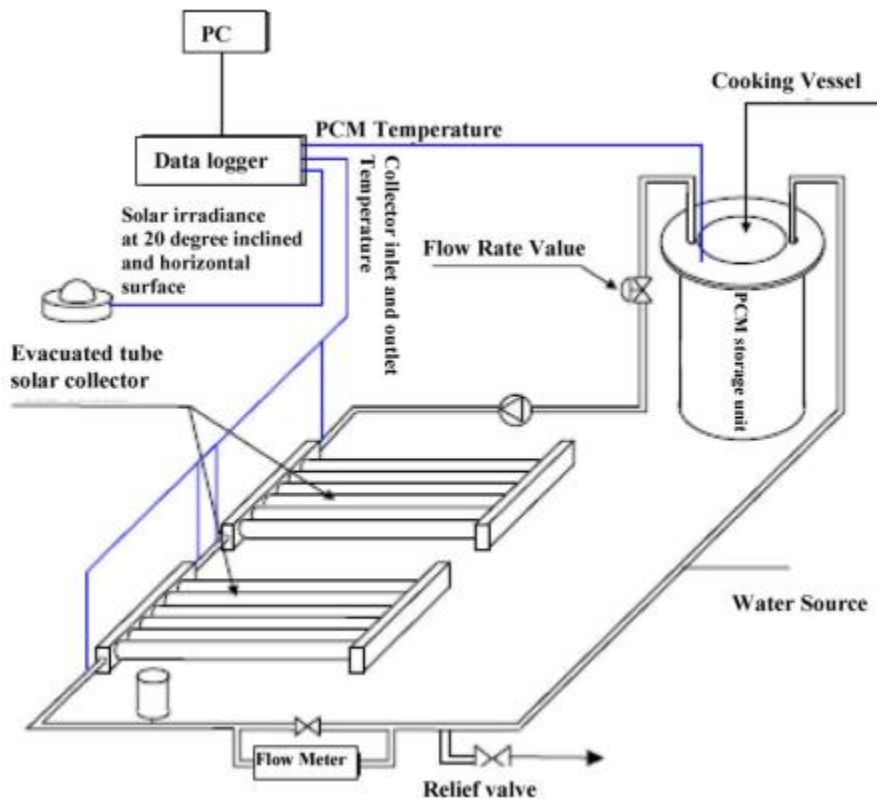 PC
Cooking Vessel
PCM Temperature
Data logger
Collector inlet and outlet
Temperature
Solar irradiance
at 20 degree inclined
and horizontal
surface
Flow Rate Value
PCM storage unit
Evacuated tube
solar collector
Water Source
Flow Meter
Relief valve